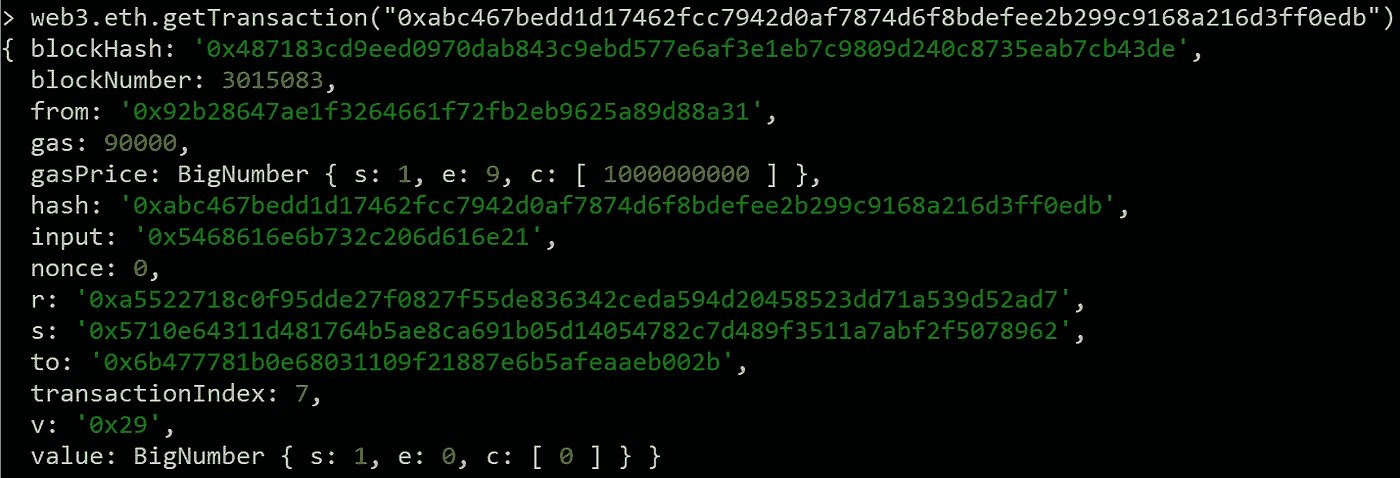 > web3.eth.getTransaction("0xabc467bedd1d17462fcc7942d0af7874d6f8bdefee2b299c9168a216d3ff0edb")
{ blockHash: '0x487183cd9eed0970dab843c9ebd577e6af3e1eb7c9809d240c8735eab7cb43de',
blockNumber: 3015083,
from: '0x92b28647ae1f3264661f72fb2eb9625a89d88a31',
gas: 90000,
gasPrice: BigNumber { s: 1, e: 9, c: [ 1000000000 ] },
hash: '0xabc467bedd1d17462fcc7942d0af7874d6f8bdefee2b299c9168a216d3ff0edb',
input: '0x5468616e6b732c206d616e21',
nonce: 0,
r: '0xa5522718c0f95dde27f0827f55de836342ceda594d20458523dd71a539d52ad7',
s: '0x5710e64311d481764b5ae8ca691b05d14054782c7d489f3511a7abf2f5078962',
to: '0x6b477781b0e68031109f21887e6b5afeaaeb002b',
transactionIndex: 7,
v: '0x29',
value: BigNumber { s: 1, e: 0, c: [ 0 ] } }